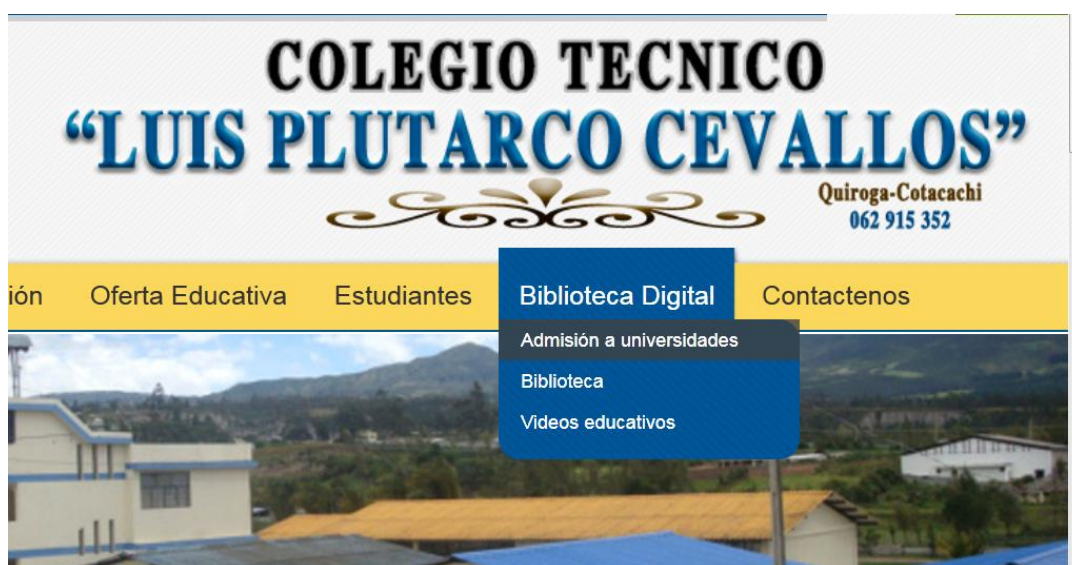 COLEGIO TECNICO
“LUIS PLUTARCO CEVALLOS”
Quiroga-Cotacachi
062 915 352
ión Oferta Educativa Estudiantes Biblioteca Digital Contactenos
Admisión a universidades
Biblioteca
Videos educativos